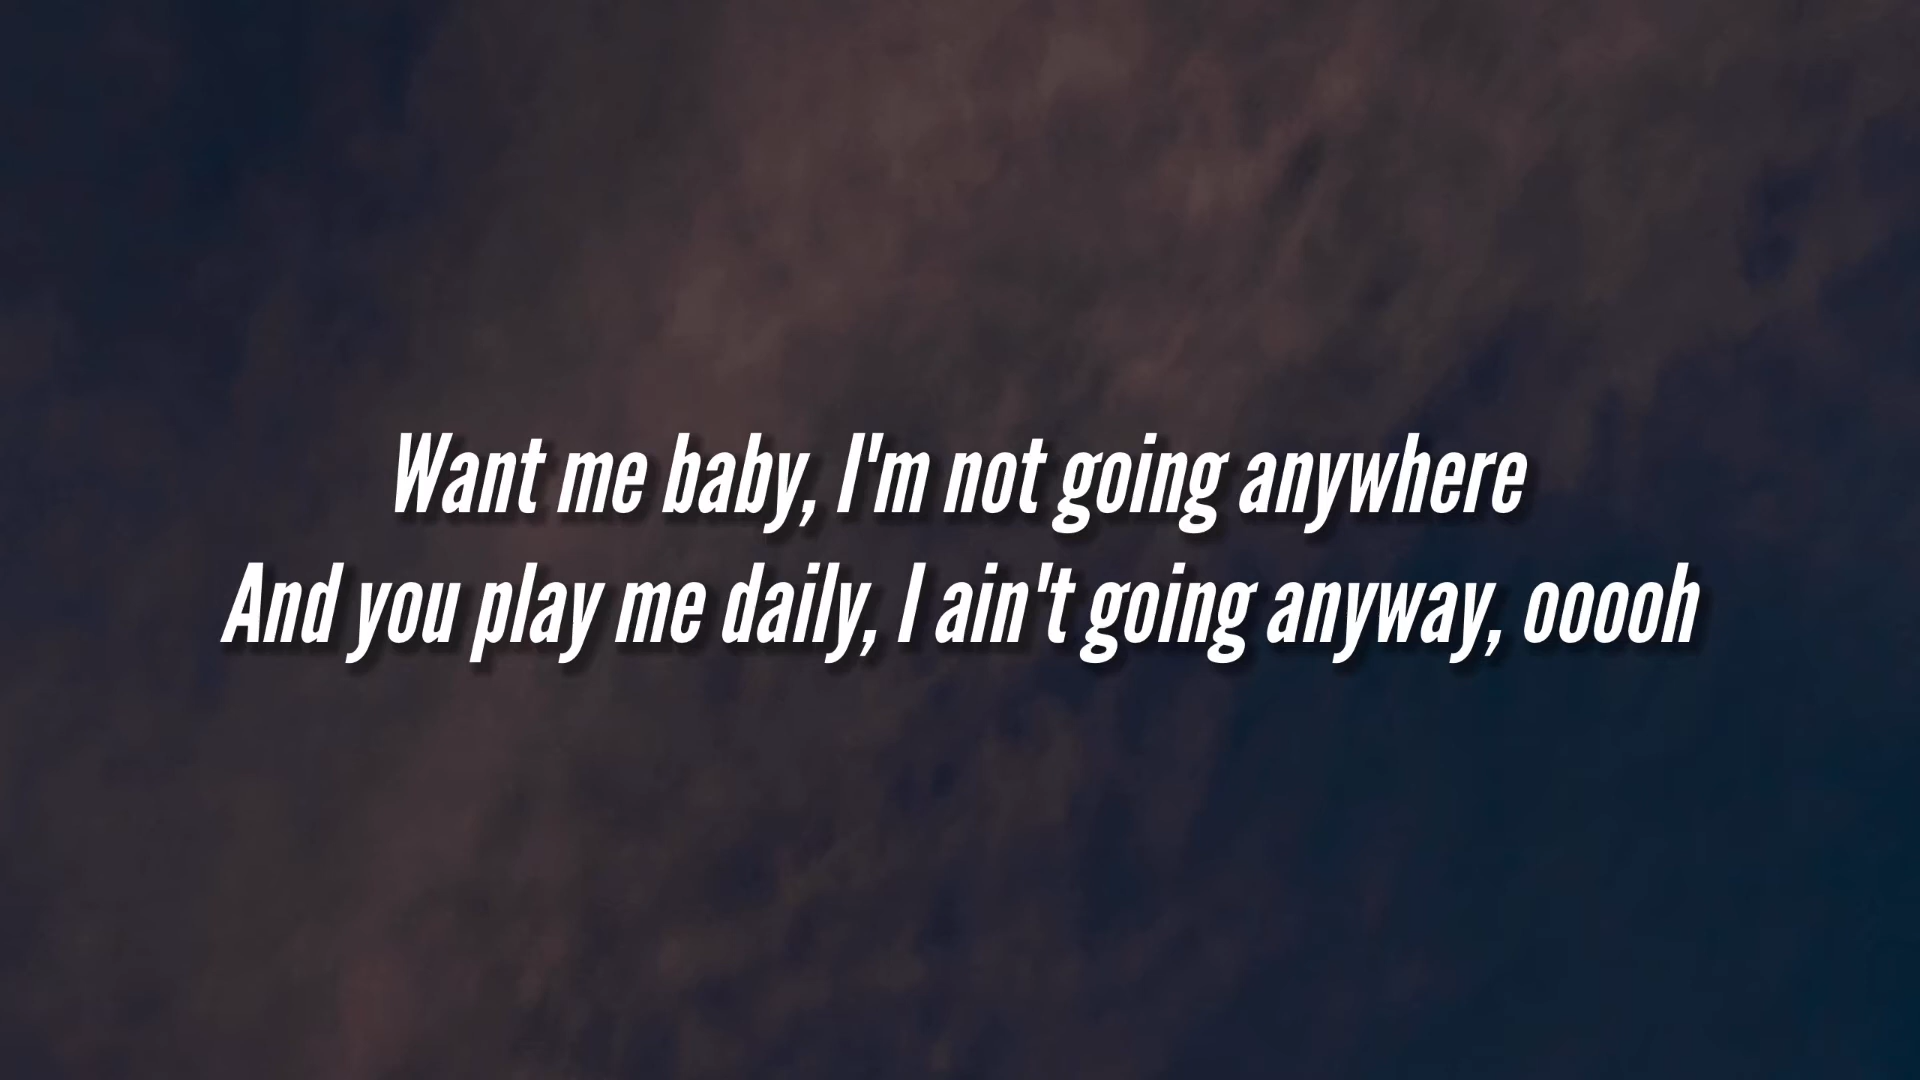 Want me baby, I'm not going anywhere
And you play me daily, I ain't going anyway, ooooh